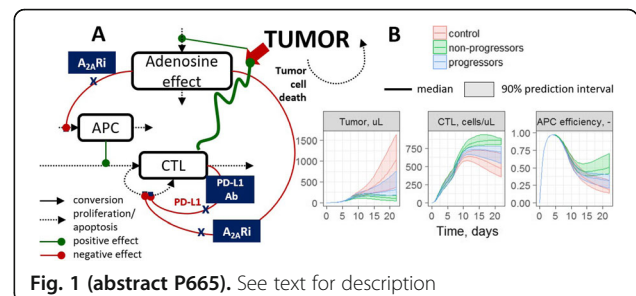 A
B
A2ARi
Adenosine
effect
TUMOR
Tumor
cell
death
APC
CTL
PD-L1
Ab
PD-L1
A2ARi
X
X
X
conversion
proliferation/
apoptosis
positive effect
negative effect
control
non-progressors
progressors
median
90% prediction interval
Tumor, uL
CTL, cells/uL
APC efficiency, -
1500
1000
500
0
750
500
250
0
1.00
0.75
0.50
0.25
0.00
0 5 10 15 20
0 5 10 15 20
0 5 10 15 20
Time, days
Fig. 1 (abstract P665). See text for description